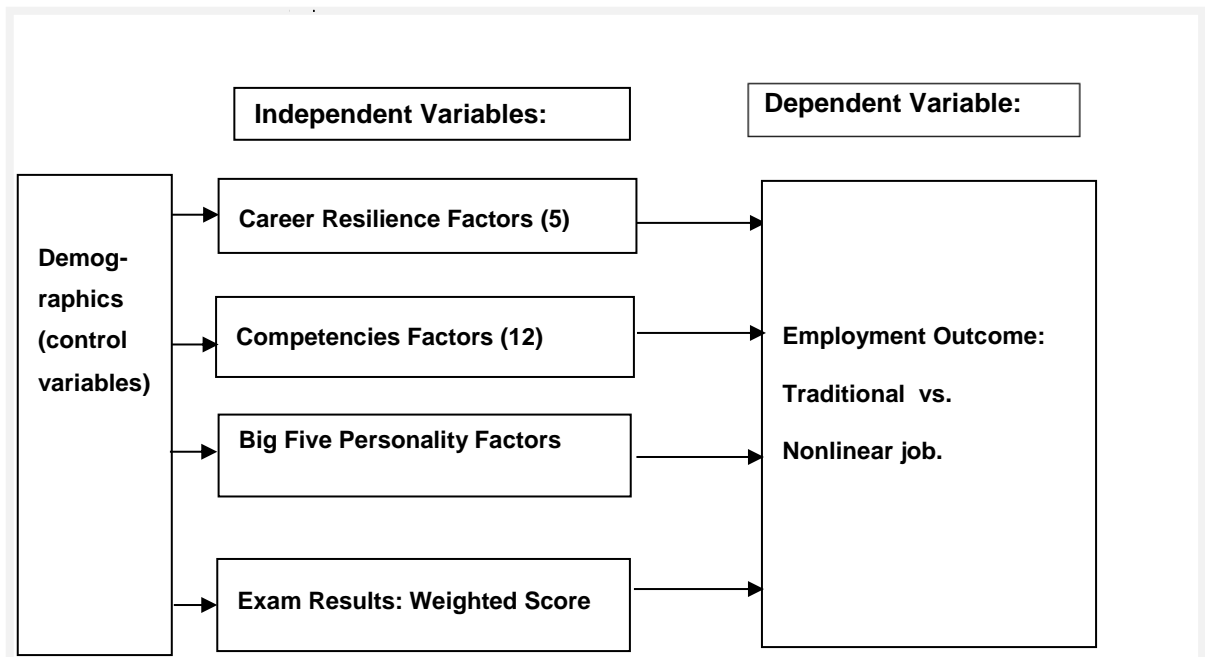 Independent Variables:
Dependent Variable:
Demog-
raphics
(control
variables)
Career Resilience Factors (5)
Competencies Factors (12)
Big Five Personality Factors
Exam Results: Weighted Score
Employment Outcome:
Traditional vs.
Nonlinear job.